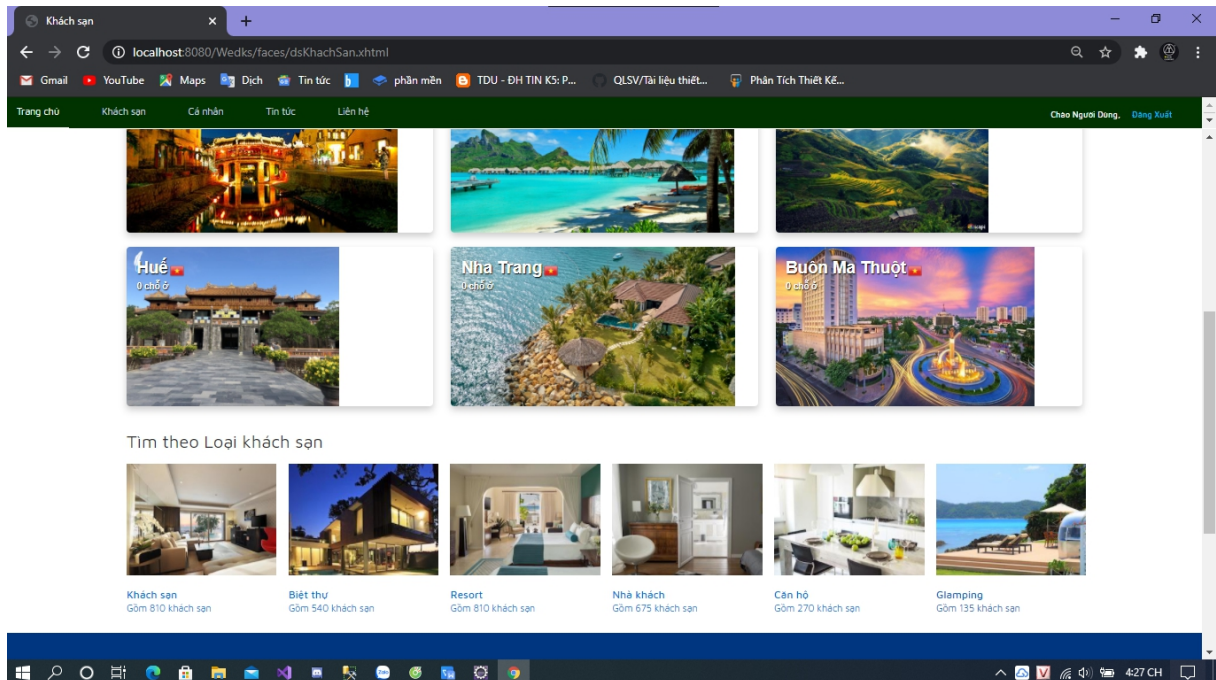 Khách sạn
localhost:8080/Wedks/faces/dsKhachSan.xhtml
Gmail YouTube Maps Dịch Tin tức phần mền TDU - ĐH TIN K5: P... QLSV/Tài liệu thiết... Phân Tích Thiết Kế...
Trang chủ Khách sạn Cá nhân Tin tức Liên hệ Chào Người Dùng, Đăng Xuất
Huế Nha Trang Buôn Ma Thuột
0 chỗ ở 0 chỗ ở 0 chỗ ở
Tìm theo Loại khách sạn
Khách sạn Biệt thự Resort Nhà khách Căn hộ Glamping
Gồm 810 khách sạn Gồm 540 khách sạn Gồm 810 khách sạn Gồm 675 khách sạn Gồm 270 khách sạn Gồm 135 khách sạn
Zalo 4:27 CH